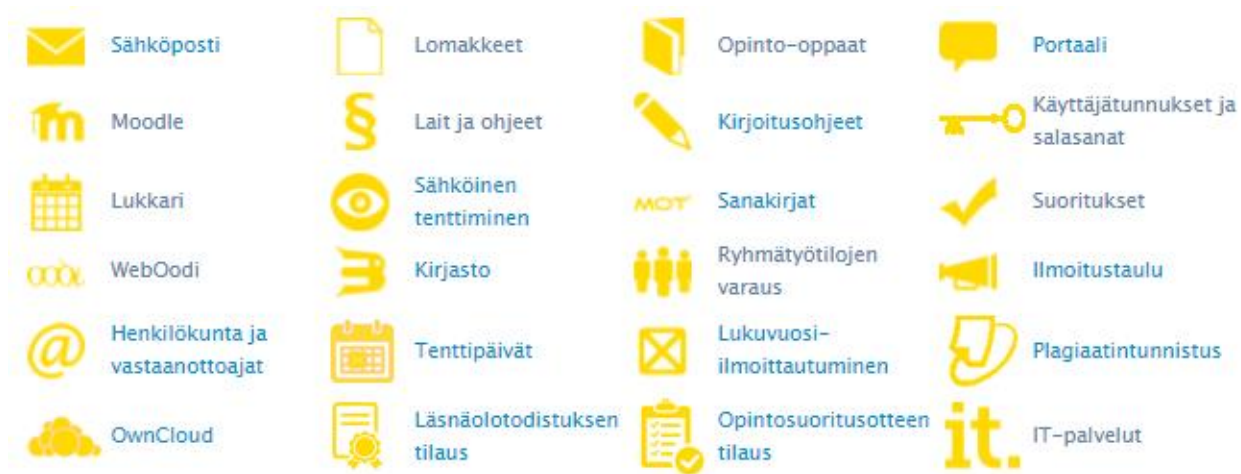 Sähköposti
Lomakkeet
Opinto-oppaat
Portaali
Moodle
Lait ja ohjeet
Kirjoitusohjeet
Käyttäjätunnukset ja
salasanat
Lukkari
Sähköinen
tenttiminen
MOT
Sanakirjat
Suoritukset
WebOodi
Kirjasto
Ryhmätyötilojen
varaus
Ilmoitustaulu
@
Henkilökunta ja
vastaanottoajat
Tenttipäivät
Lukuvuosi-
ilmoittautuminen
Plagiaatintunnistus
OwnCloud
Läsnäolotodistuksen
tilaus
Opintosuoritusotteen
tilaus
it.
IT-palvelut